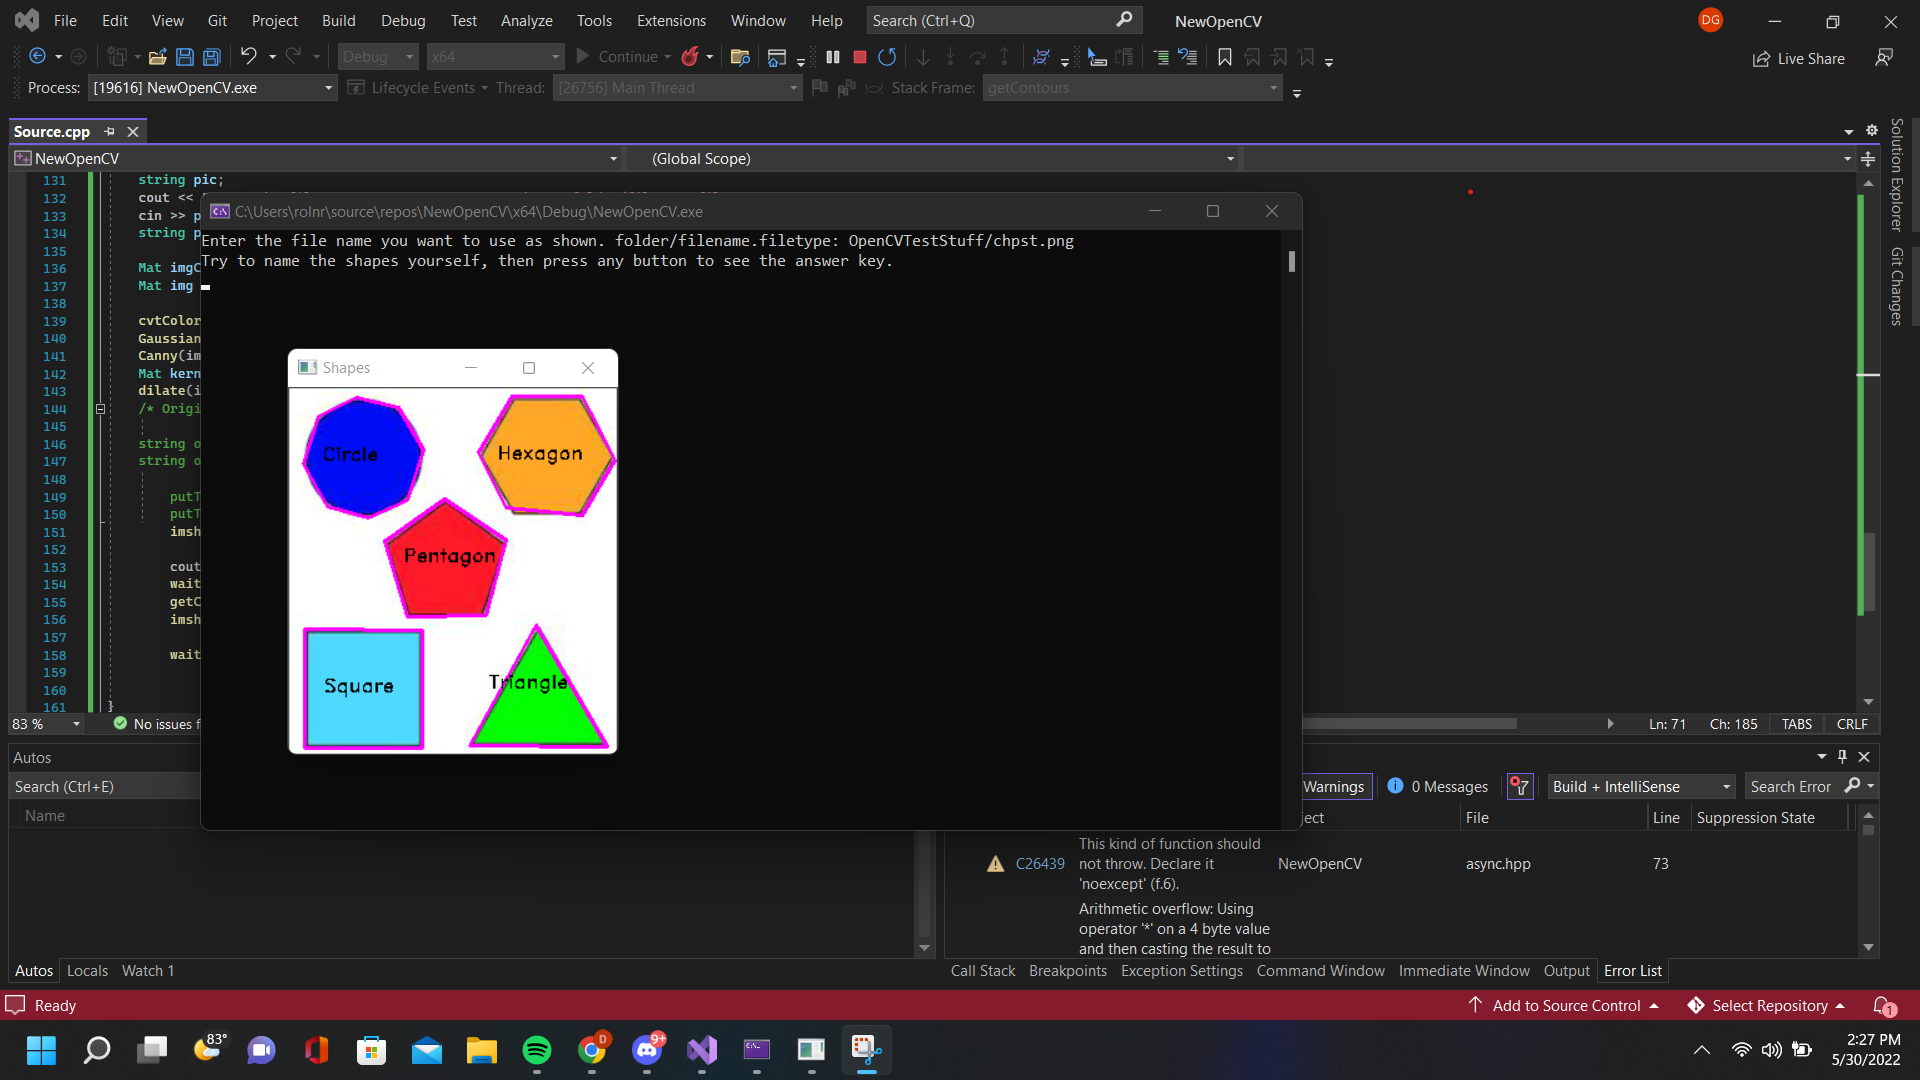 File Edit View Git Project Build Debug Test Analyze Tools Extensions Window Help Search (Ctrl+Q) NewOpenCV DG
Debug x64 Continue Live Share
Process: [19616] NewOpenCV.exe Lifecycle Events Thread: [26756] Main Thread Stack Frame: getContours
Source.cpp
NewOpenCV (Global Scope)
Solution Explorer
Git Changes
131 string pic;
132 cout <<
133 cin >> p
134 string p
135
136 Mat imgC
137 Mat img
138
139 cvtColor
140 Gaussian
141 Canny(im
142 Mat kern
143 dilate(i
144 /* Origi
145
146 string o
147 string o
148
149 putT
150 putT
151 imsh
152
153 cout
154 wait
155 getC
156 imsh
157
158 wait
159
160
161 }
C:\Users\rolnr\source\repos\NewOpenCV\x64\Debug\NewOpenCV.exe
Enter the file name you want to use as shown. folder/filename.filetype: OpenCVTestStuff/chpst.png
Try to name the shapes yourself, then press any button to see the answer key.
Shapes
Circle
Hexagon
Pentagon
Square
Triangle
83 % No issues f Ln: 71 Ch: 185 TABS CRLF
Autos
Search (Ctrl+E)
Name
Autos Locals Watch 1
Warnings 0 Messages Build + IntelliSense Search Error
ject File Line Suppression State
C26439 This kind of function should
not throw. Declare it
'noexcept' (f.6).
NewOpenCV async.hpp 73
Arithmetic overflow: Using
operator '*' on a 4 byte value
and then casting the result to
Call Stack Breakpoints Exception Settings Command Window Immediate Window Output Error List
Ready Add to Source Control Select Repository 1
83° D 9+
2:27 PM
5/30/2022